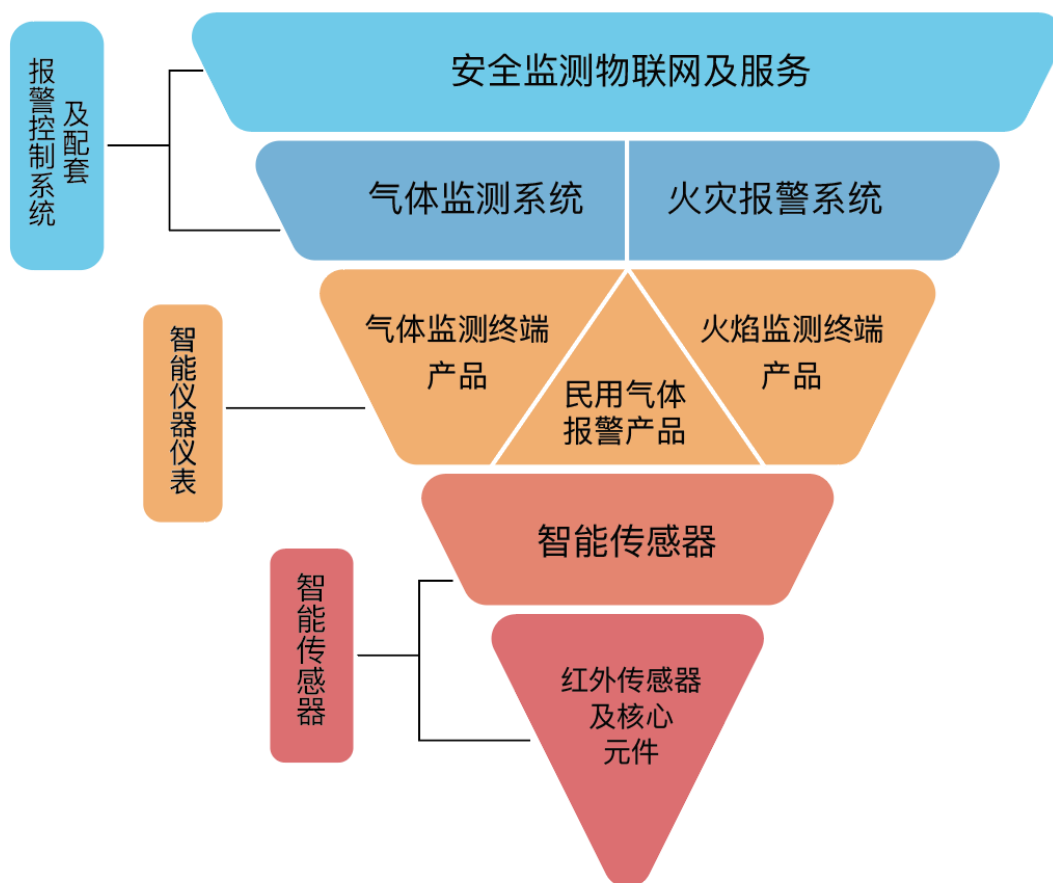 报警控制系统
及配套
安全监测物联网及服务
气体监测系统
火灾报警系统
智能仪器仪表
气体监测终端
产品
民用气体
报警产品
火焰监测终端
产品
智能传感器
智能传感器
红外传感器
及核心
元件